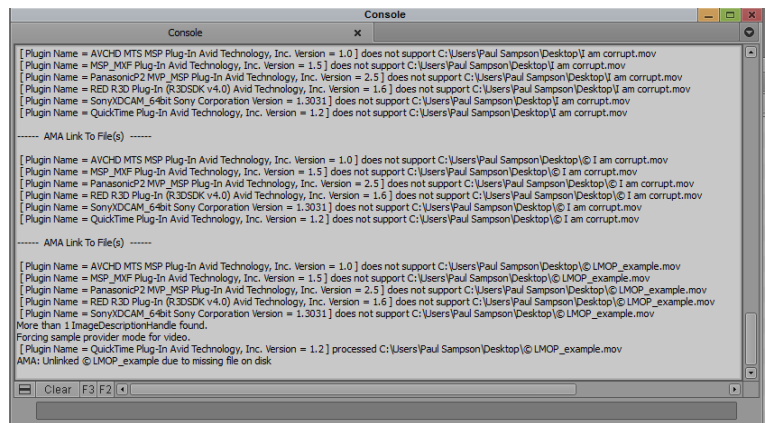 Console
Console x
[Plugin Name = AVCHD MTS MSP Plug-In Avid Technology, Inc. Version = 1.0 ] does not support C:\Users\Paul Sampson\Desktop\I am corrupt.mov
[Plugin Name = MSP_MXF Plug-In Avid Technology, Inc. Version = 1.5 ] does not support C:\Users\Paul Sampson\Desktop\I am corrupt.mov
[Plugin Name = PanasonicP2 MVP_MSP Plug-In Avid Technology, Inc. Version = 2.5 ] does not support C:\Users\Paul Sampson\Desktop\I am corrupt.mov
[Plugin Name = RED R3D Plug-In (R3DSDK v4.0) Avid Technology, Inc. Version = 1.6 ] does not support C:\Users\Paul Sampson\Desktop\I am corrupt.mov
[Plugin Name = SonyXDCAM_64bit Sony Corporation Version = 1.3031 ] does not support C:\Users\Paul Sampson\Desktop\I am corrupt.mov
[Plugin Name = QuickTime Plug-In Avid Technology, Inc. Version = 1.2 ] does not support C:\Users\Paul Sampson\Desktop\I am corrupt.mov
------ AMA Link To File(s) ------
[Plugin Name = AVCHD MTS MSP Plug-In Avid Technology, Inc. Version = 1.0 ] does not support C:\Users\Paul Sampson\Desktop\© I am corrupt.mov
[Plugin Name = MSP_MXF Plug-In Avid Technology, Inc. Version = 1.5 ] does not support C:\Users\Paul Sampson\Desktop\© I am corrupt.mov
[Plugin Name = PanasonicP2 MVP_MSP Plug-In Avid Technology, Inc. Version = 2.5 ] does not support C:\Users\Paul Sampson\Desktop\© I am corrupt.mov
[Plugin Name = RED R3D Plug-In (R3DSDK v4.0) Avid Technology, Inc. Version = 1.6 ] does not support C:\Users\Paul Sampson\Desktop\© I am corrupt.mov
[Plugin Name = SonyXDCAM_64bit Sony Corporation Version = 1.3031 ] does not support C:\Users\Paul Sampson\Desktop\© I am corrupt.mov
[Plugin Name = QuickTime Plug-In Avid Technology, Inc. Version = 1.2 ] does not support C:\Users\Paul Sampson\Desktop\© I am corrupt.mov
------ AMA Link To File(s) ------
[Plugin Name = AVCHD MTS MSP Plug-In Avid Technology, Inc. Version = 1.0 ] does not support C:\Users\Paul Sampson\Desktop\© LMOP_example.mov
[Plugin Name = MSP_MXF Plug-In Avid Technology, Inc. Version = 1.5 ] does not support C:\Users\Paul Sampson\Desktop\© LMOP_example.mov
[Plugin Name = PanasonicP2 MVP_MSP Plug-In Avid Technology, Inc. Version = 2.5 ] does not support C:\Users\Paul Sampson\Desktop\© LMOP_example.mov
[Plugin Name = RED R3D Plug-In (R3DSDK v4.0) Avid Technology, Inc. Version = 1.6 ] does not support C:\Users\Paul Sampson\Desktop\© LMOP_example.mov
[Plugin Name = SonyXDCAM_64bit Sony Corporation Version = 1.3031 ] does not support C:\Users\Paul Sampson\Desktop\© LMOP_example.mov
More than 1 ImageDescriptionHandle found.
Forcing sample provider mode for video.
[Plugin Name = QuickTime Plug-In Avid Technology, Inc. Version = 1.2 ] processed C:\Users\Paul Sampson\Desktop\© LMOP_example.mov
AMA: Unlinked © LMOP_example due to missing file on disk
Clear F3 F2